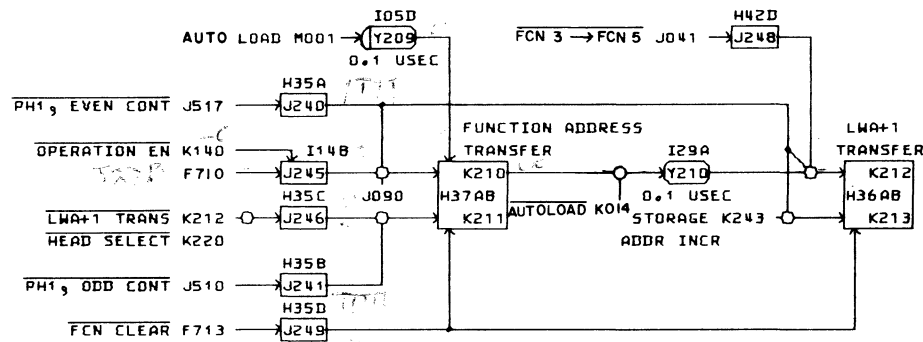 I05D
AUTO LOAD M001 Y209
0.1 USEC
H42D
FCN 3 → FCN 5 J041 J248
H35A
PH1, EVEN CONT J517 J240
FUNCTION ADDRESS
TRANSFER
LWA+1
TRANSFER
OPERATION EN K140
I14B
F710 J245
K210
I29A
Y210
K212
H35C
J090
H37AB
0.1 USEC
H36AB
LWA+1 TRANS K212 J246
K211
AUTOLOAD K014
STORAGE K243
K213
HEAD SELECT K220
ADDR INCR
H35B
PH1, ODD CONT J510 J241
H35D
FCN CLEAR F713 J249